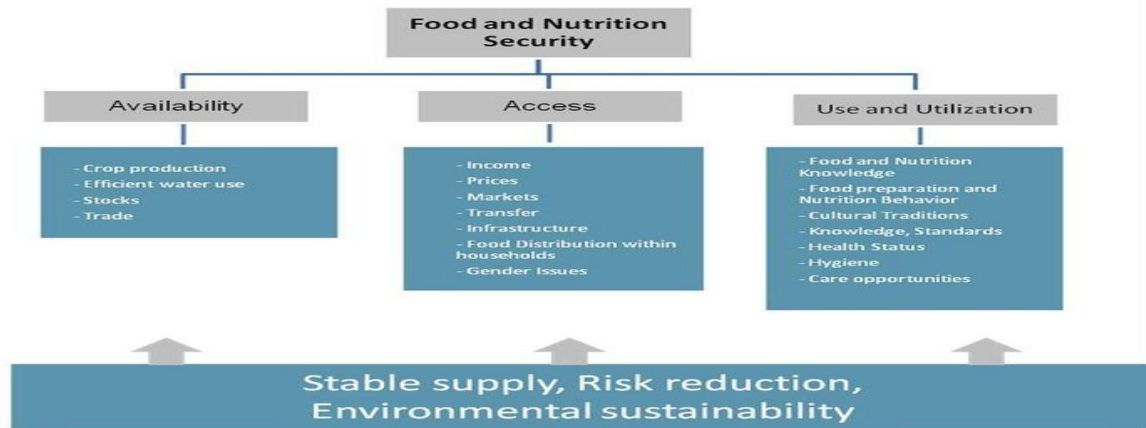 Food and Nutrition
Security
Availability
- Crop production
- Efficient water use
- Stocks
- Trade
Access
- Income
- Prices
- Markets
- Transfer
- Infrastructure
- Food Distribution within
households
- Gender Issues
Use and Utilization
- Food and Nutrition
Knowledge
- Food preparation and
Nutrition Behavior
- Cultural Traditions
- Knowledge, Standards
- Health Status
- Hygiene
- Care opportunities
Stable supply, Risk reduction,
Environmental sustainability